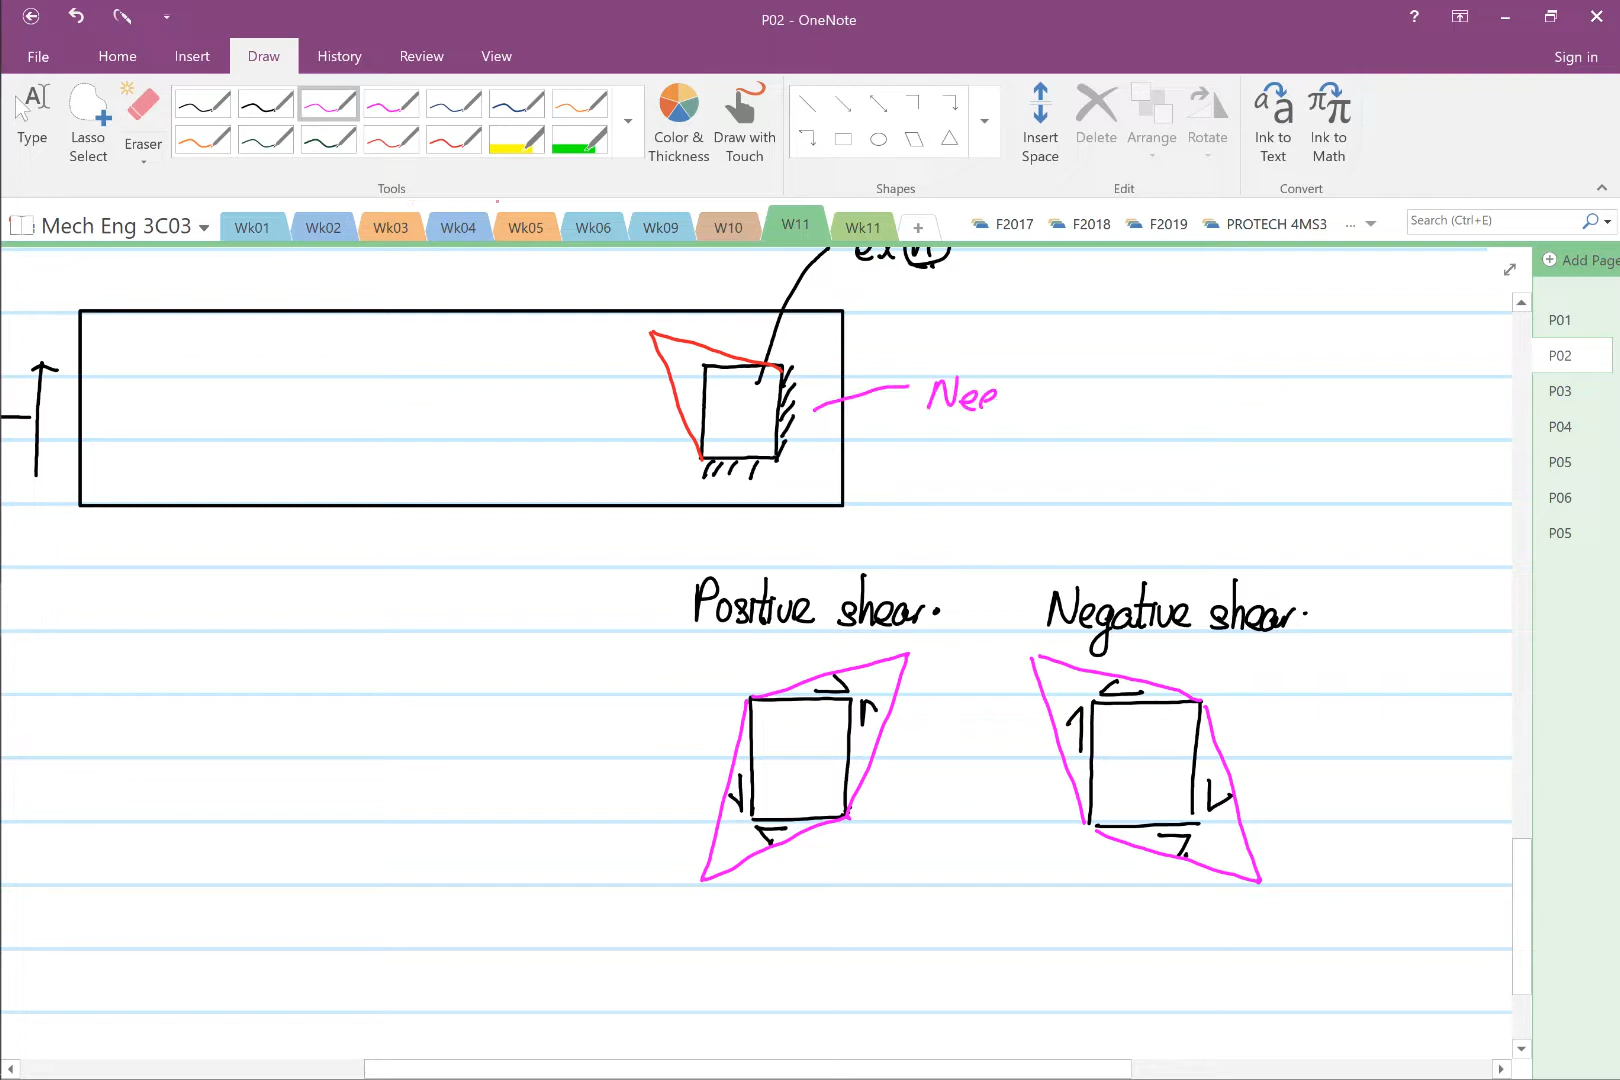 P02 - OneNote
?
File Home Insert Draw History Review View Sign in
Type
Lasso Select
Eraser
Color & Thickness
Draw with Touch
Insert Space
Delete
Arrange
Rotate
Ink to Text
Ink to Math
Tools Shapes Edit Convert
Mech Eng 3C03 Wk01 Wk02 Wk03 Wk04 Wk05 Wk06 Wk09 W10 W11 Wk11 + F2017 F2018 F2019 PROTECH 4MS3 ... Search (Ctrl+E)
Add Page
P01
P02
P03
P04
P05
P06
P05
Nee
Positive shear.
Negative shear.